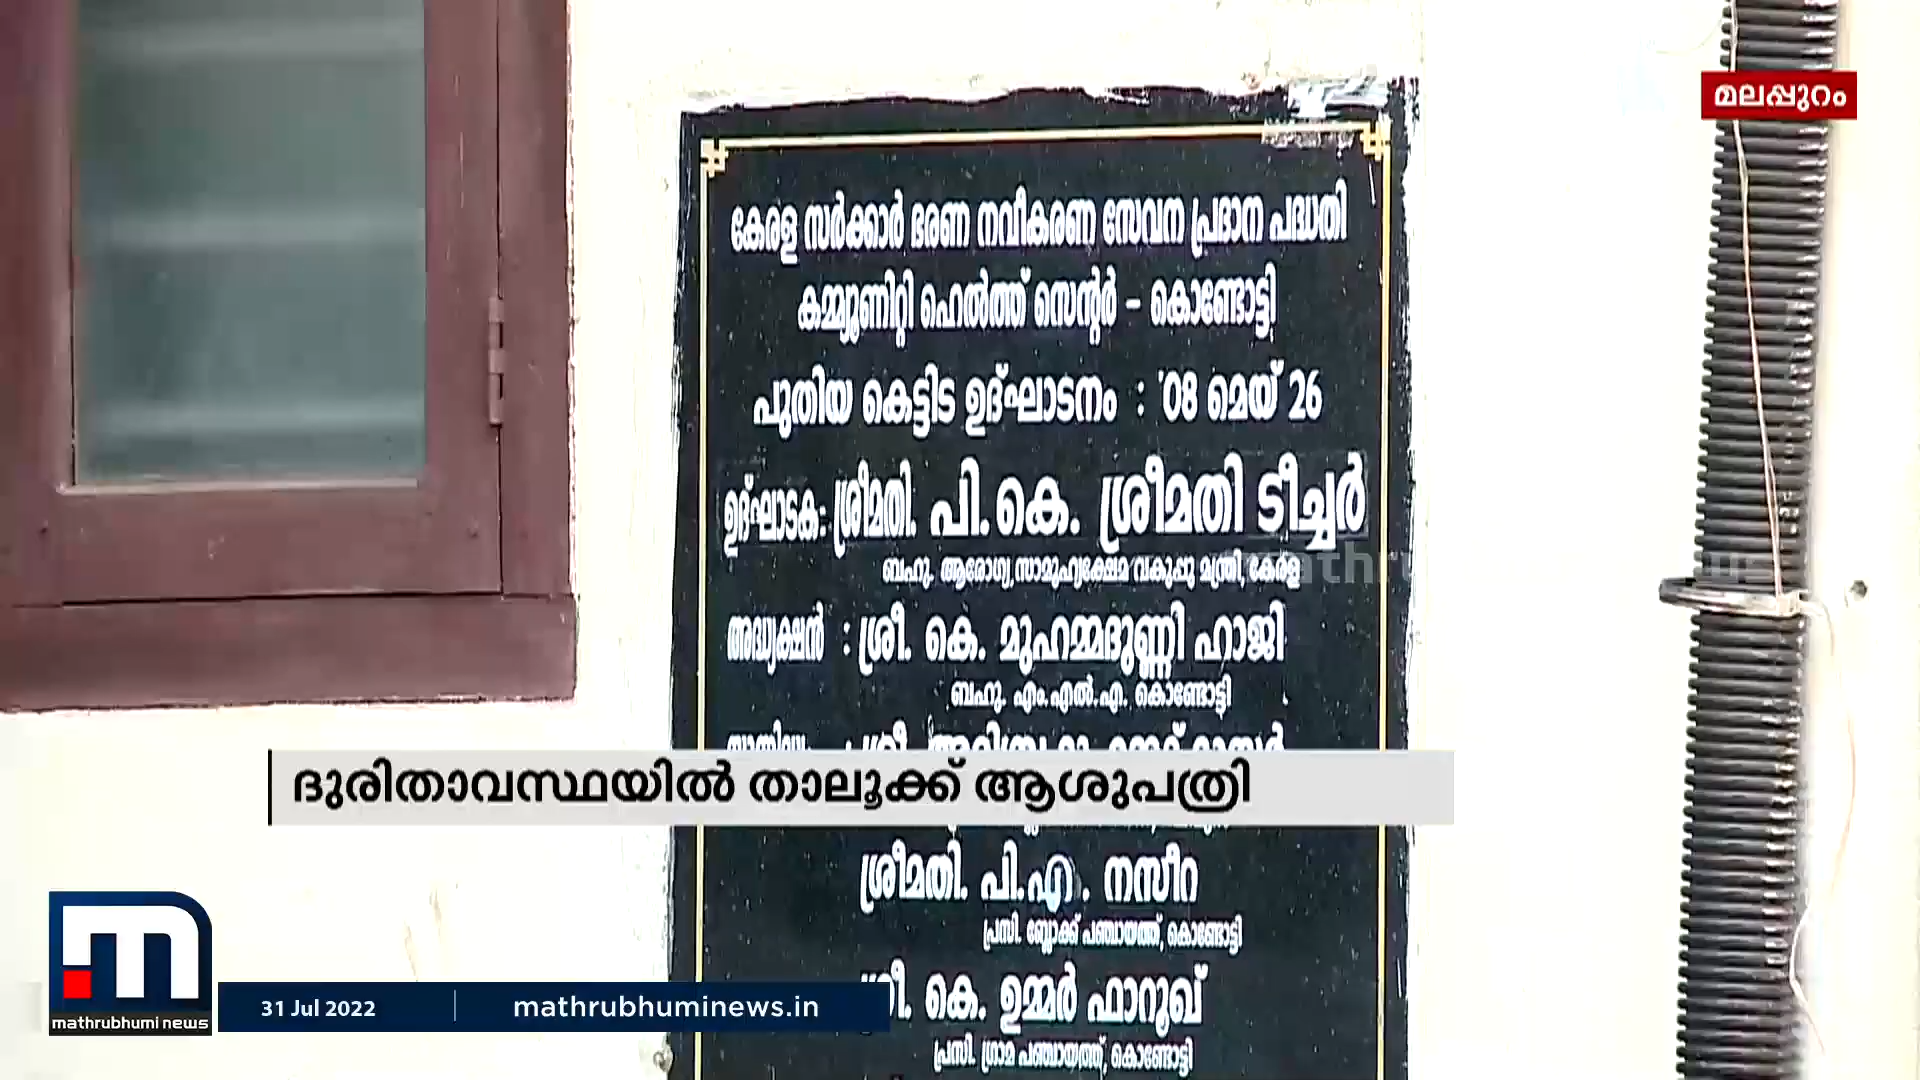 മലപ്പുറം
കേരള സർക്കാർ ഭരണ നവീകരണ സേവന പ്രദാന പദ്ധതി
കമ്മ്യൂണിറ്റി ഹെൽത്ത് സെന്റർ - കൊണ്ടോട്ടി
പുതിയ കെട്ടിട ഉദ്ഘാടനം : '08 മെയ് 26
ഉദ്ഘാടക: ശ്രീമതി. പി.കെ. ശ്രീമതി ടീച്ചർ
ബഹു. ആരോഗ്യ സാമൂഹ്യക്ഷേമ വകുപ്പു മന്ത്രി, കേരള
അദ്ധ്യക്ഷൻ : ശ്രീ. കെ. മുഹമ്മദുണ്ണി ഹാജി
ബഹു. എം.എൽ.എ. കൊണ്ടോട്ടി
ദുരിതാവസ്ഥയിൽ താലൂക്ക് ആശുപത്രി
ശ്രീമതി. പി.എ. നസീറ
പ്രസി. ബ്ലോക്ക് പഞ്ചായത്ത്, കൊണ്ടോട്ടി
ശ്രീ. കെ. ഉമ്മർ ഫാറൂഖ്
പ്രസി. ഗ്രാമ പഞ്ചായത്ത്, കൊണ്ടോട്ടി
mathrubhumi news
31 Jul 2022
mathrubhuminews.in